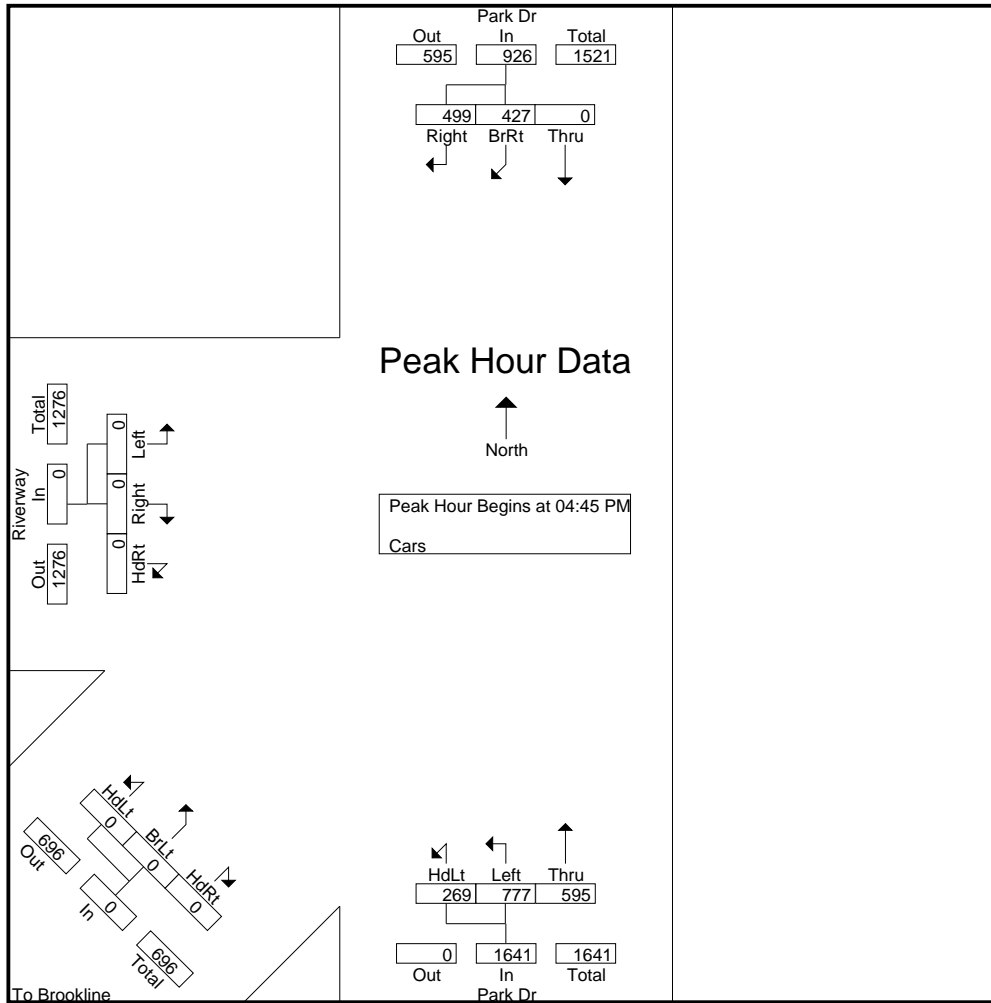 Park Dr
Out In Total
595 926 1521
499 427 0
Right BrRt Thru
Peak Hour Data
North
Peak Hour Begins at 04:45 PM
Cars
Riverway
Total In Out
1276 0 1276
0 0 0
Left Right HdRt
HdLt BrLt HdRt
0 0 0
696 0 696
Out In Total
To Brookline
HdLt Left Thru
269 777 595
0 1641 1641
Out In Total
Park Dr